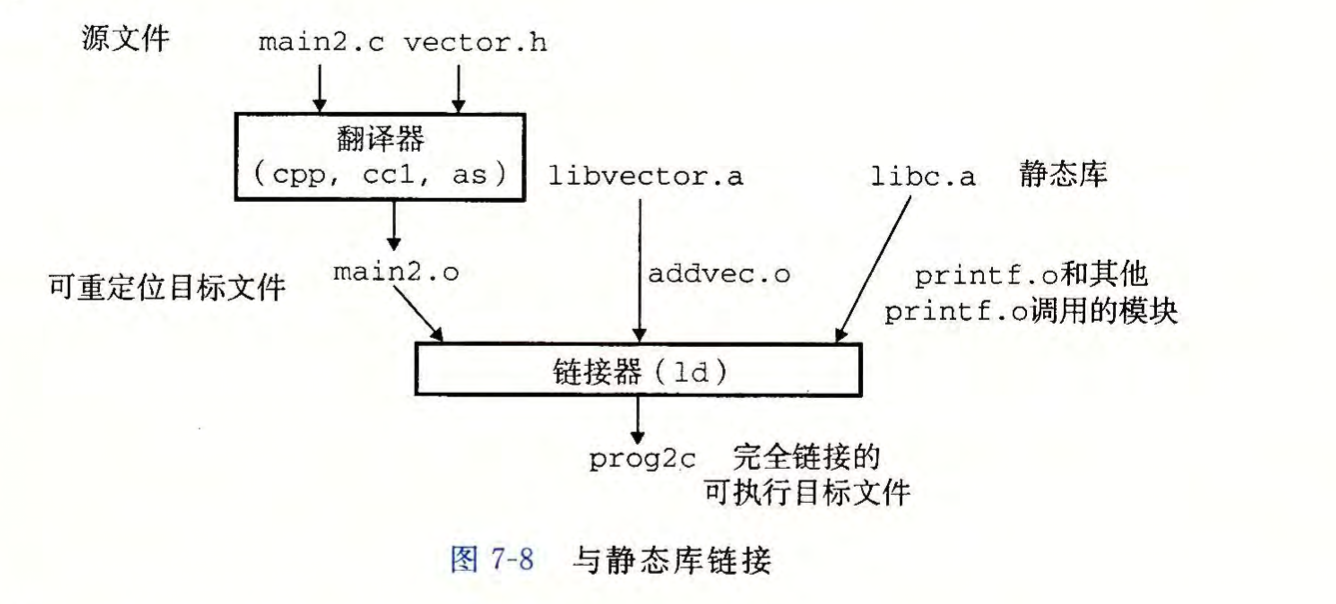 源文件 main2.c vector.h
翻译器
(cpp, cc1, as)
libvector.a
libc.a 静态库
可重定位目标文件 main2.o
addvec.o
printf.o和其他
printf.o调用的模块
链接器(ld)
prog2c 完全链接的
可执行目标文件
图 7-8 与静态库链接